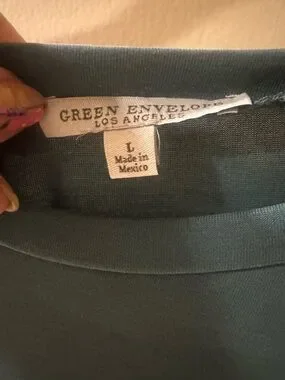 GREEN ENVELOPE
LOS ANGELES
L
Made in
Mexico